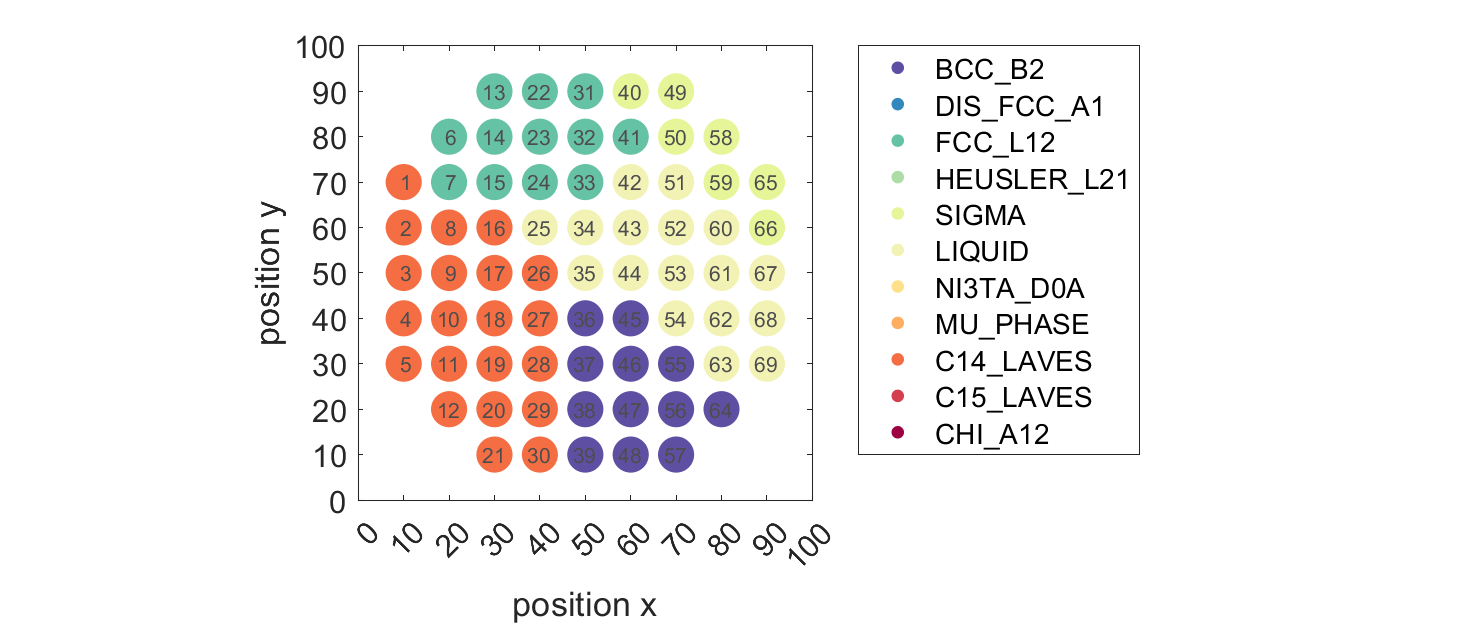 100
90
80
70
60
50
40
30
20
10
0
position y
13 22 31 40 49
6 14 23 32 41 50 58
1 7 15 24 33 42 51 59 65
2 8 16 25 34 43 52 60 66
3 9 17 26 35 44 53 61 67
4 10 18 27 36 45 54 62 68
5 11 19 28 37 46 55 63 69
12 20 29 38 47 56 64
21 30 39 48 57
0 10 20 30 40 50 60 70 80 90 100
position x
BCC_B2
DIS_FCC_A1
FCC_L12
HEUSLER_L21
SIGMA
LIQUID
NI3TA_D0A
MU_PHASE
C14_LAVES
C15_LAVES
CHI_A12